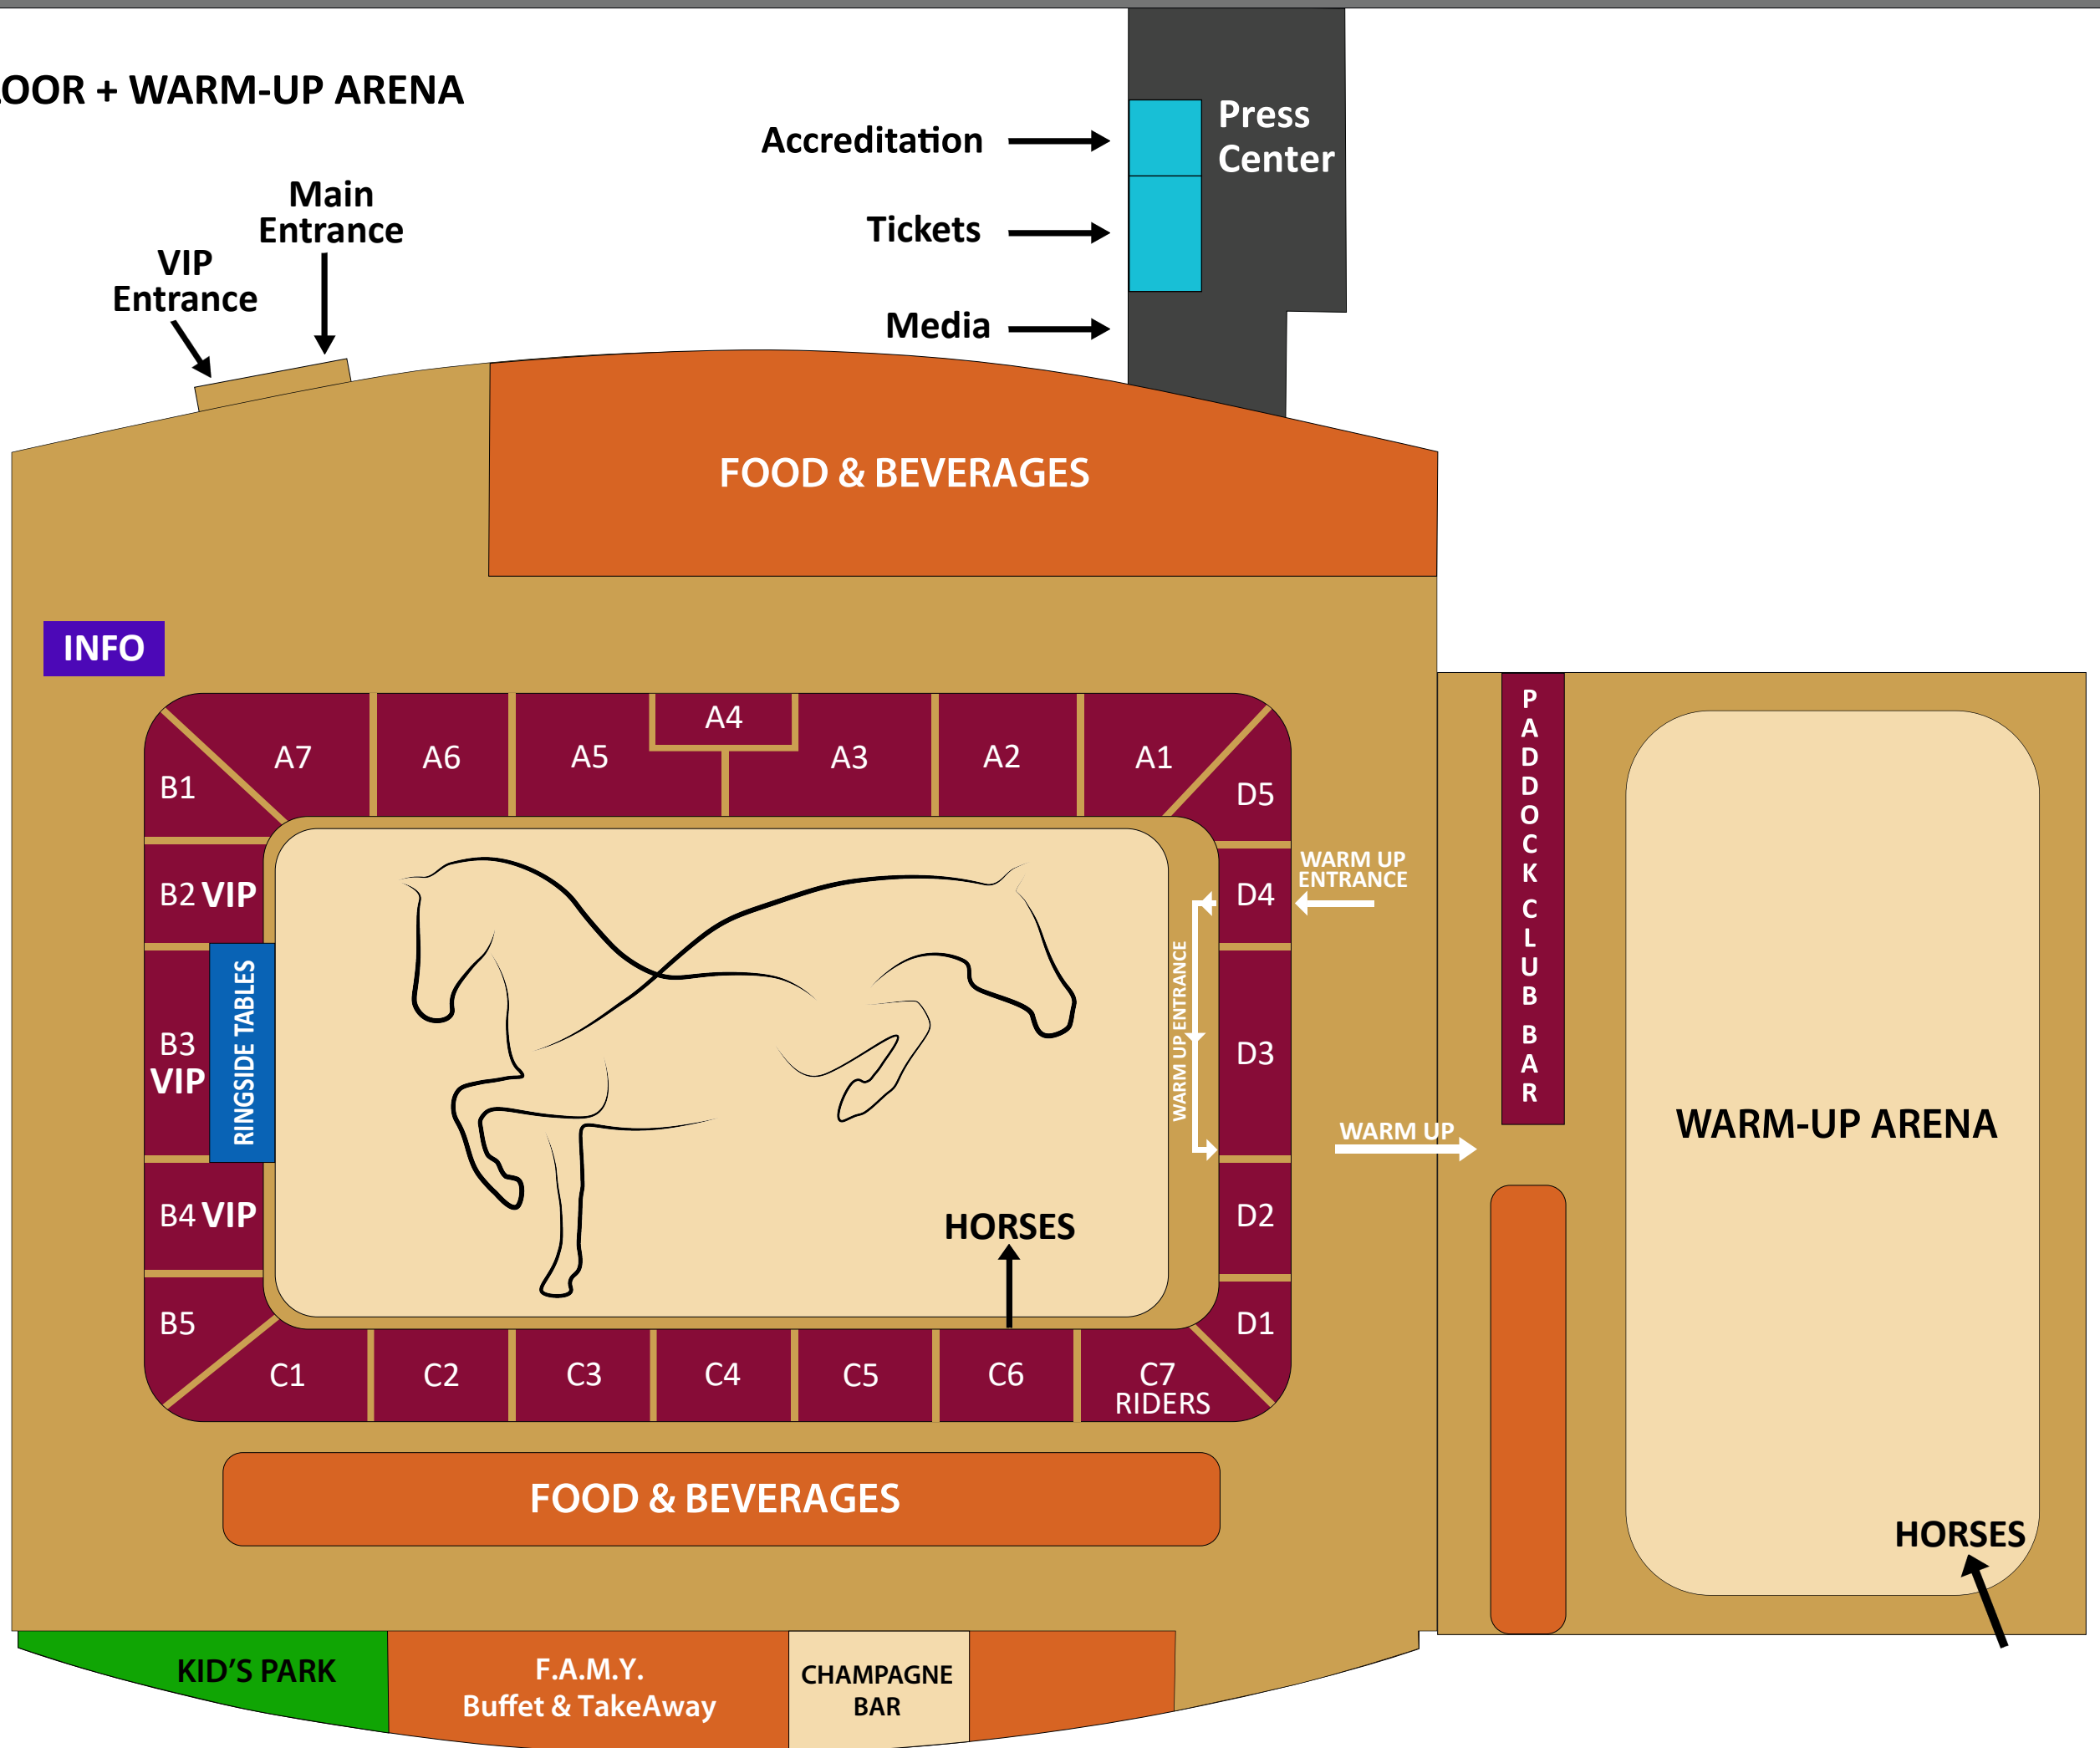 OOR + WARM-UP ARENA
Accreditation
Press
Center
Main
Entrance
Tickets
VIP
Entrance
Media
FOOD & BEVERAGES
INFO
A7
A6
A5
A4
A3
A2
A1
B1
D5
B2 VIP
D4
WARM UP
ENTRANCE
WARM UP ENTRANCE
B3
VIP
RINGSIDE TABLES
D3
WARM UP
PADDOCK CLUB BAR
WARM-UP ARENA
B4 VIP
D2
HORSES
B5
D1
C1
C2
C3
C4
C5
C6
C7
RIDERS
FOOD & BEVERAGES
HORSES
KID'S PARK
F.A.M.Y.
Buffet & TakeAway
CHAMPAGNE
BAR